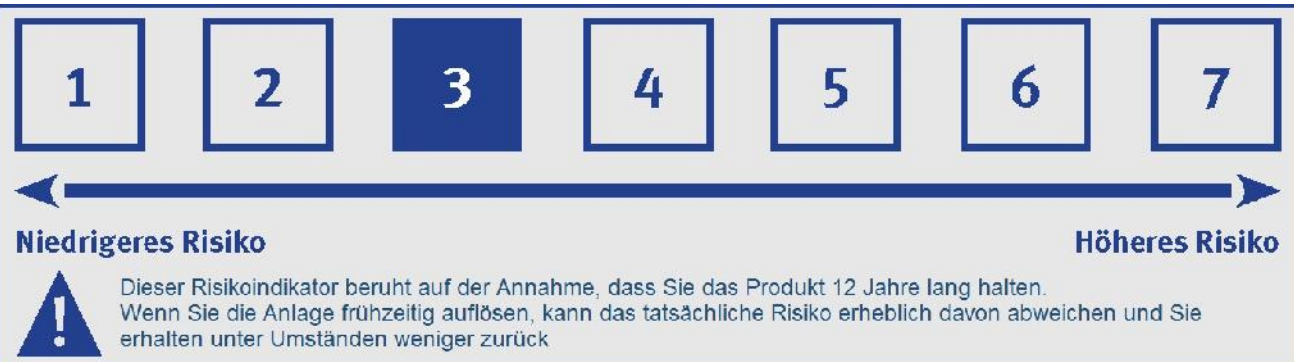 1 2 3 4 5 6 7
Niedrigeres Risiko Höheres Risiko
!
Dieser Risikoindikator beruht auf der Annahme, dass Sie das Produkt 12 Jahre lang halten.
Wenn Sie die Anlage frühzeitig auflösen, kann das tatsächliche Risiko erheblich davon abweichen und Sie
erhalten unter Umständen weniger zurück